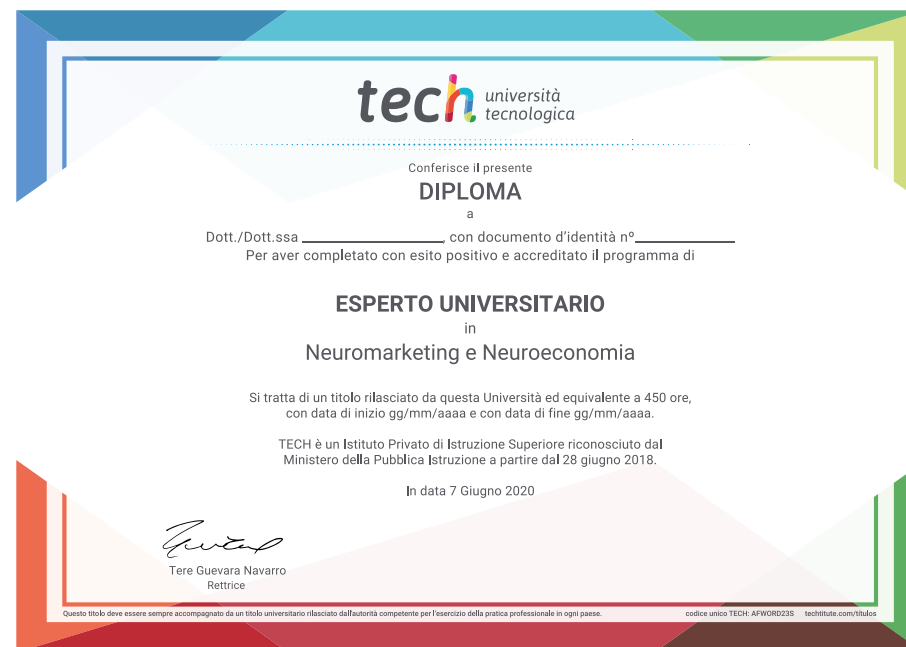 tech università
tecnologica
Conferisce il presente
DIPLOMA
a
Dott./Dott.ssa ____________________, con documento d'identità nº______________
Per aver completato con esito positivo e accreditato il programma di
ESPERTO UNIVERSITARIO
in
Neuromarketing e Neuroeconomia
Si tratta di un titolo rilasciato da questa Università ed equivalente a 450 ore,
con data di inizio gg/mm/aaaa e con data di fine gg/mm/aaaa.
TECH è un Istituto Privato di Istruzione Superiore riconosciuto dal
Ministero della Pubblica Istruzione a partire dal 28 giugno 2018.
In data 7 Giugno 2020
Tere Guevara Navarro
Rettrice
Questo titolo deve essere sempre accompagnato da un titolo universitario rilasciato dall'autorità competente per l'esercizio della pratica professionale in ogni paese. codice unico TECH: AFWORD23S techtitute.com/títulos